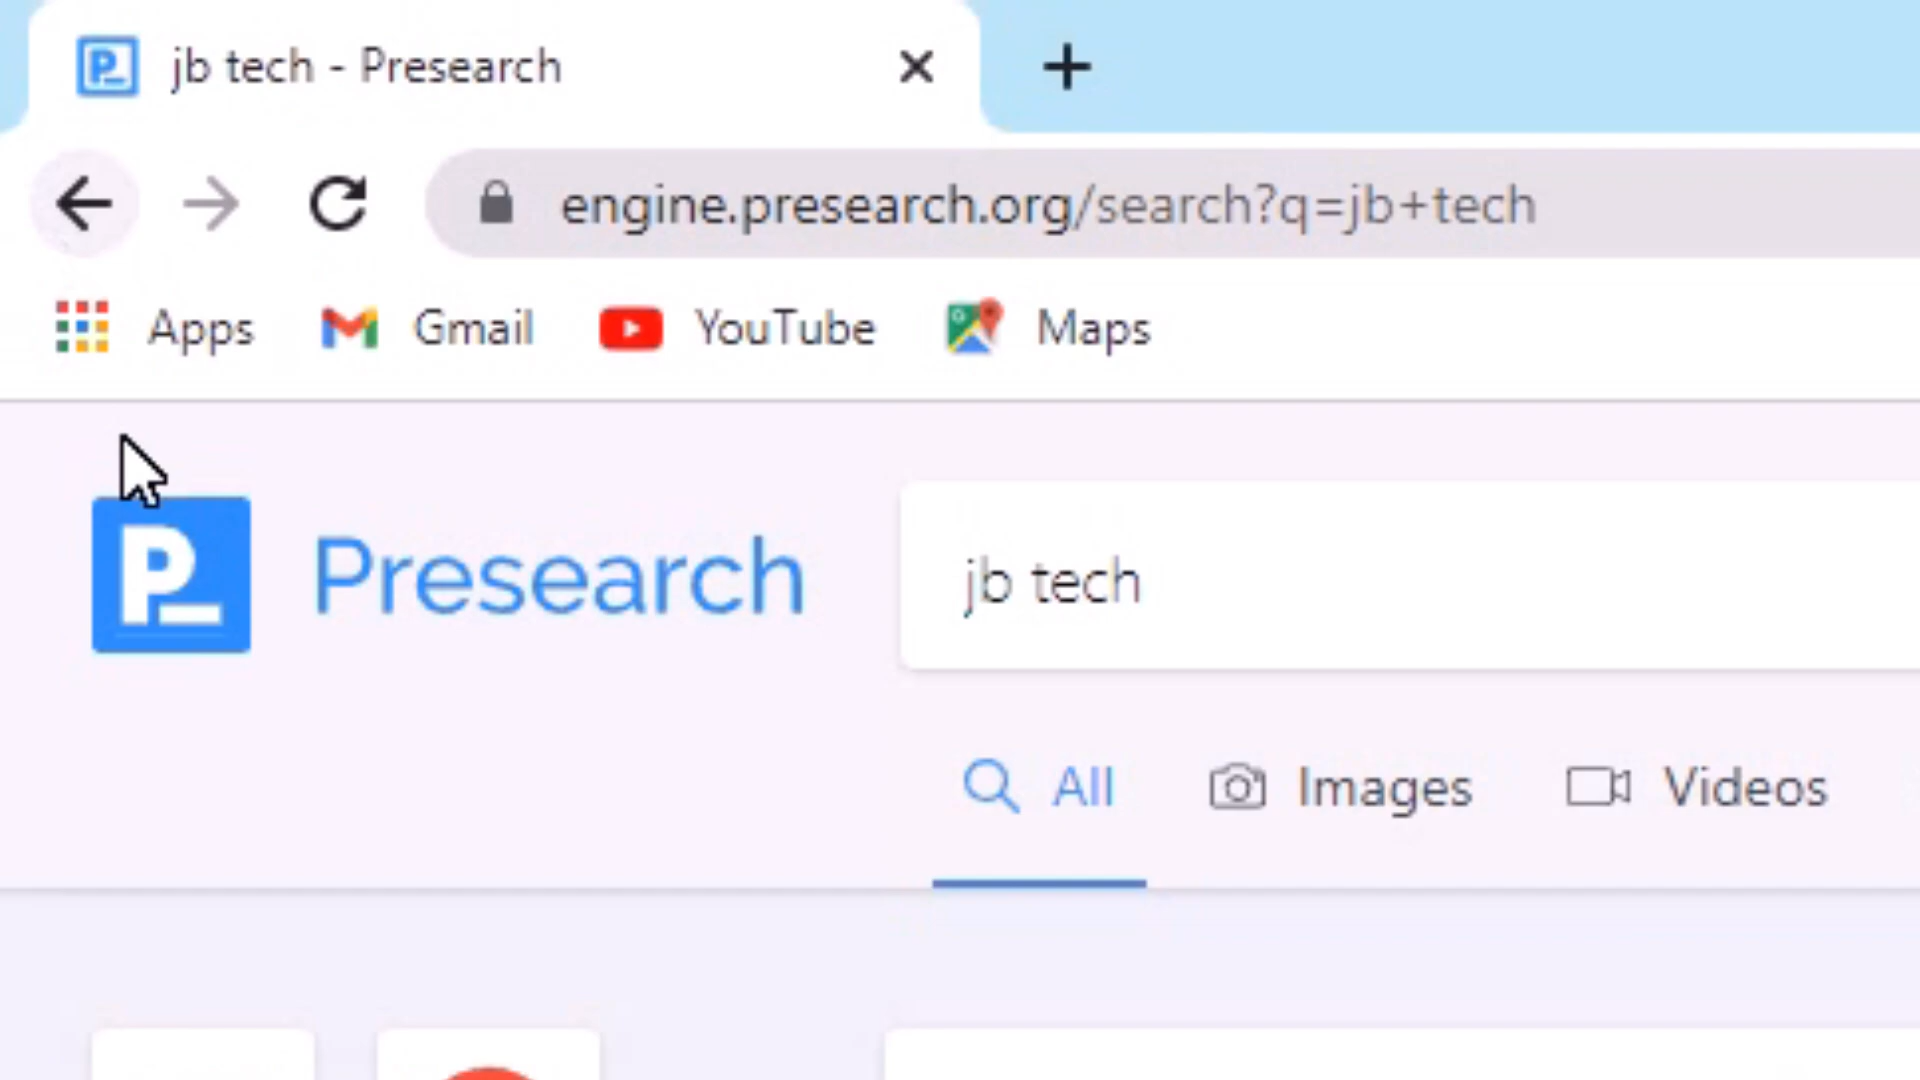 jb tech - Presearch
engine.presearch.org/search?q=jb+tech
Apps Gmail YouTube Maps
P_ Presearch jb tech
All Images Videos